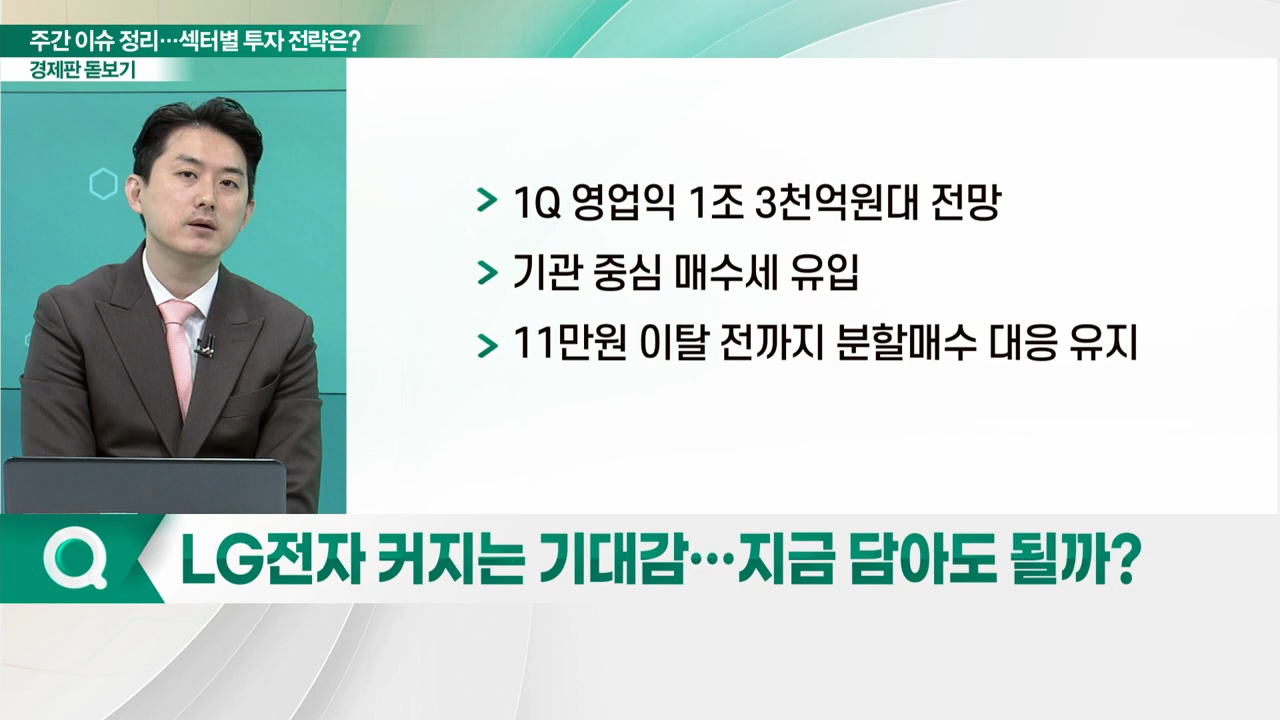 주간 이슈 정리…섹터별 투자 전략은?
경제판 돋보기
> 1Q 영업익 1조 3천억원대 전망
> 기관 중심 매수세 유입
> 11만원 이탈 전까지 분할매수 대응 유지
Q LG전자 커지는 기대감…지금 담아도 될까?